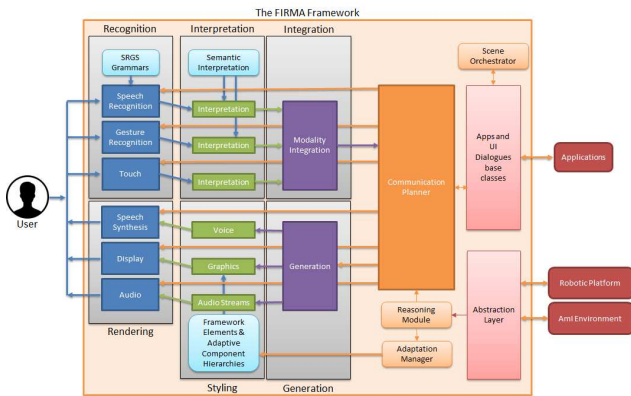 The FIRMA Framework
Recognition
Interpretation
Integration
SRGS
Grammars
Semantic
Interpretation
Scene
Orchestrator
Speech
Recognition
Interpretation
Gesture
Recognition
Interpretation
Modality
Integration
Touch
Interpretation
Communication
Planner
Apps and
UI
Dialogues
base
classes
Applications
User
Speech
Synthesis
Voice
Display
Graphics
Generation
Audio
Audio Streams
Framework
Elements &
Adaptive
Component
Hierarchies
Reasoning
Module
Adaptation
Manager
Abstraction
Layer
Robotic Platform
AmI Environment
Rendering
Styling
Generation